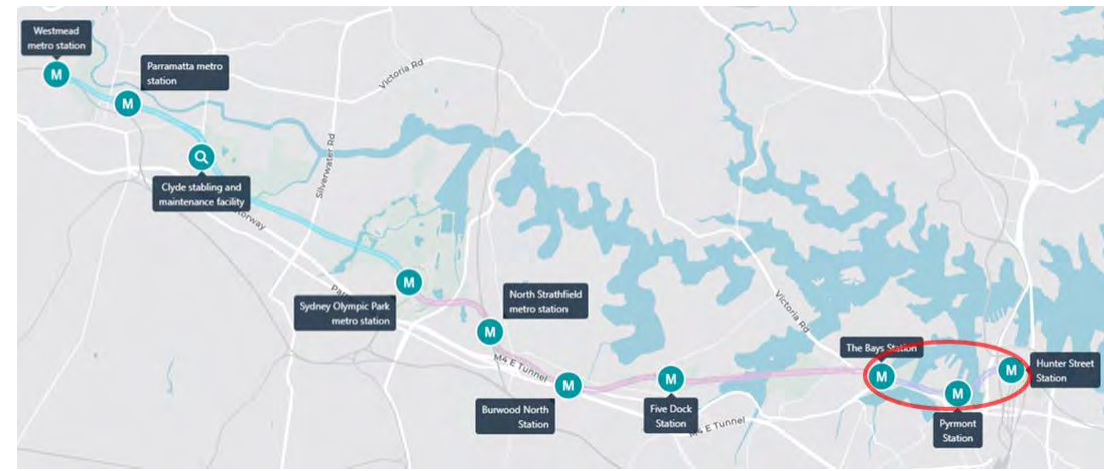 Westmead
metro station
M
Parramatta metro
station
M
Victoria Rd
Silverwater Rd
Clyde stabling and
maintenance facility
torway
M
Sydney Olympic Park
metro station
North Strathfield
metro station
M
M4 E Tunnel
M
Burwood North
Station
M
Five Dock
Station
M4 E Tunnel
Victoria Rd
The Bays Station
M
M
Pyrmont
Station
M
Hunter Street
Station